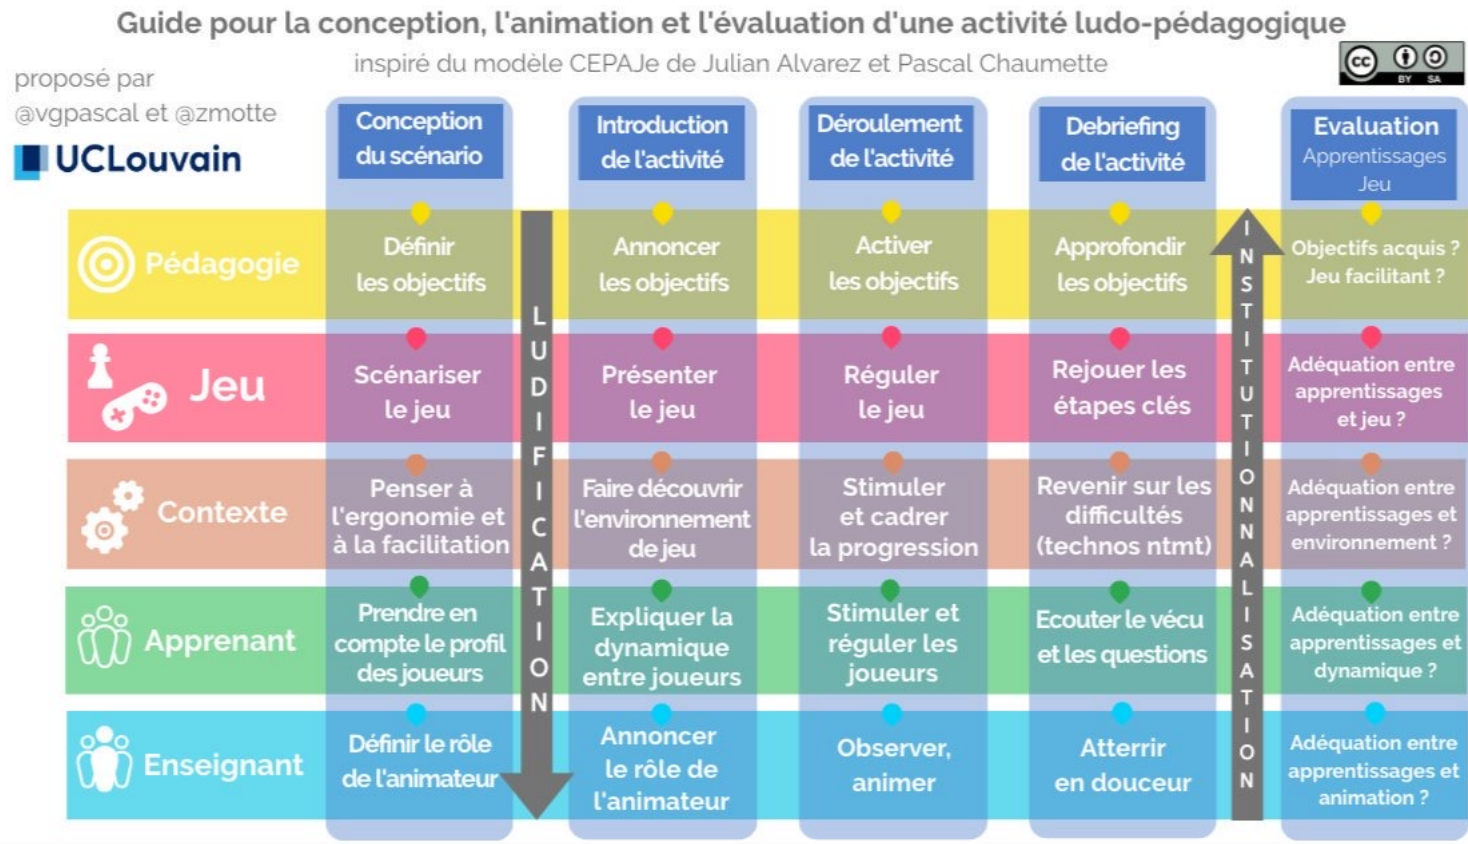 Guide pour la conception, l'animation et l'évaluation d'une activité ludo-pédagogique
inspiré du modèle CEPAJe de Julian Alvarez et Pascal Chaumette
proposé par
@vgpascal et @zmotte
UCLouvain
cc
BY SA
Conception
du scénario
Introduction
de l'activité
Déroulement
de l'activité
Debriefing
de l'activité
Evaluation
Apprentissages
Jeu
Pédagogie
Définir
les objectifs
Annoncer
les objectifs
Activer
les objectifs
Approfondir
les objectifs
Objectifs acquis ?
Jeu facilitant ?
Jeu
Scénariser
le jeu
Présenter
le jeu
Réguler
le jeu
Rejouer les
étapes clés
Adéquation entre
apprentissages
et jeu ?
Contexte
Penser à
l'ergonomie et
à la facilitation
Faire découvrir
l'environnement
de jeu
Stimuler
et cadrer
la progression
Revenir sur les
difficultés
(technos ntmt)
Adéquation entre
apprentissages et
environnement ?
Apprenant
Prendre en
compte le profil
des joueurs
Expliquer la
dynamique
entre joueurs
Stimuler et
réguler les
joueurs
Ecouter le vécu
et les questions
Adéquation entre
apprentissages et
dynamique ?
Enseignant
Définir le rôle
de l'animateur
Annoncer
le rôle de
l'animateur
Observer,
animer
Atterrir
en douceur
Adéquation entre
apprentissages et
animation ?
LUDIFICATION
INSTITUTIONNALISATION